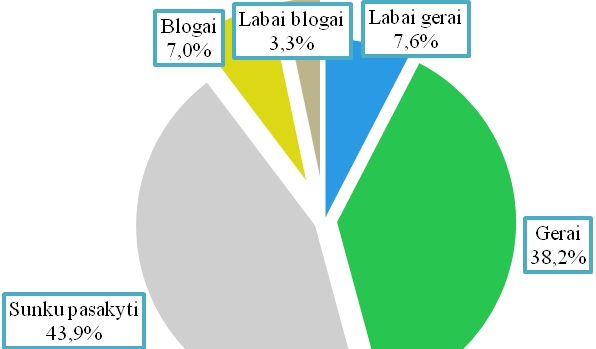 Blogai
7,0%
Labai blogai
3,3%
Labai gerai
7,6%
Gerai
38,2%
Sunku pasakyti
43,9%